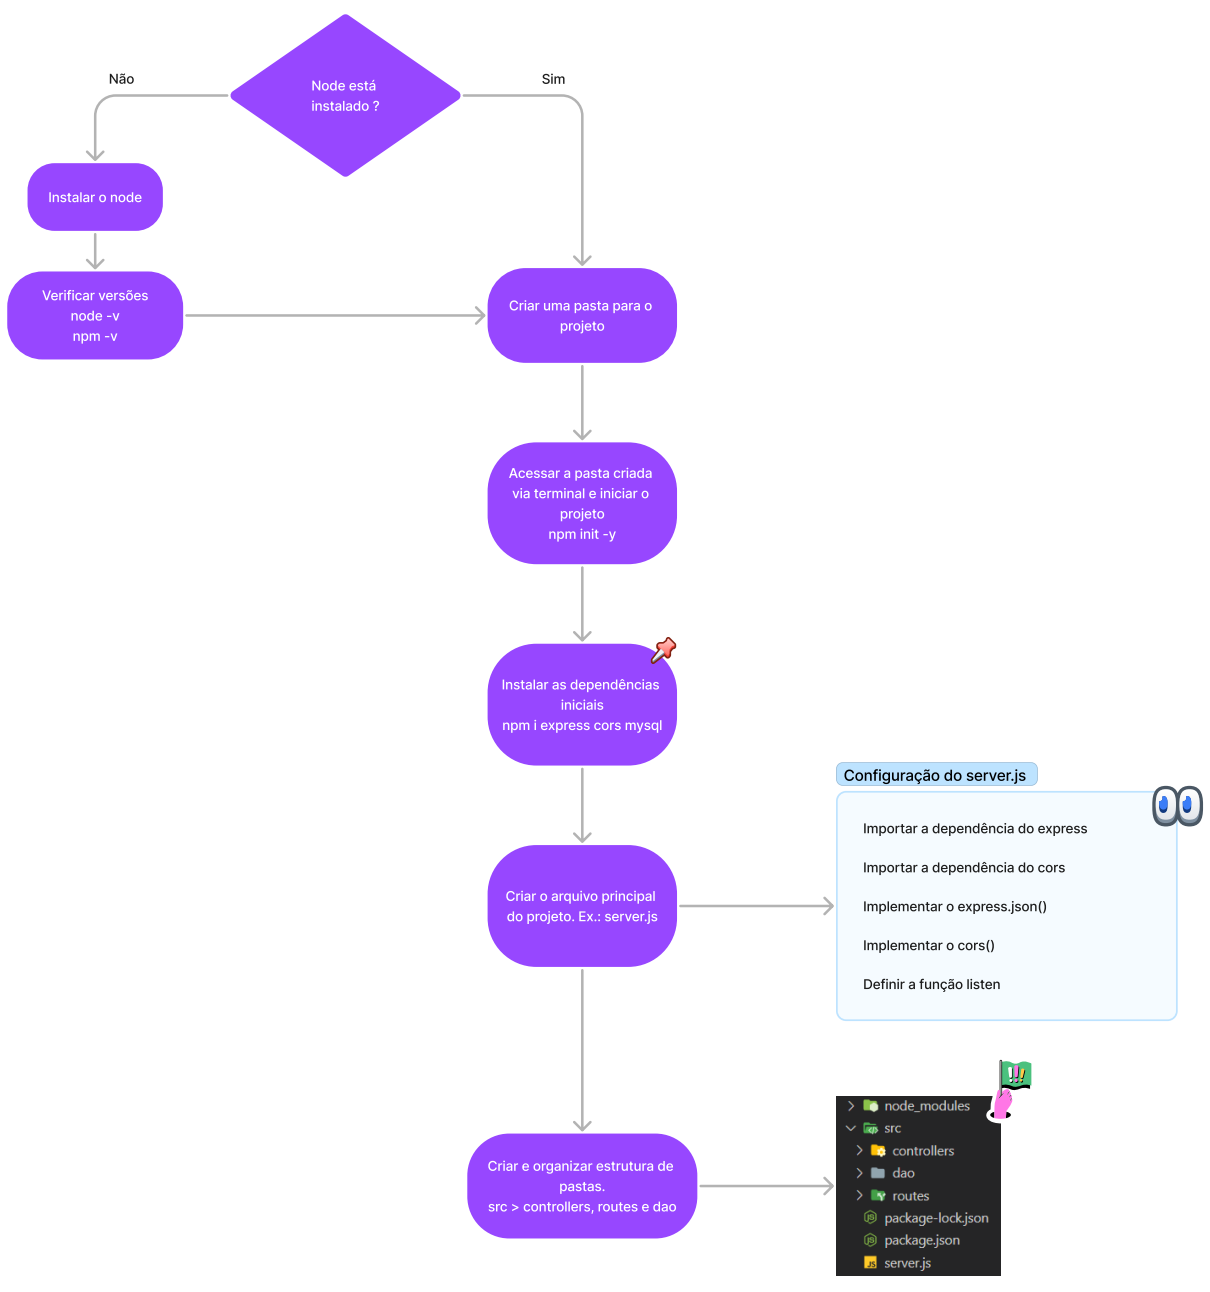 Não
Sim
Node está
instalado ?
Instalar o node
Verificar versões
node -v
npm -v
Criar uma pasta para o
projeto
Acessar a pasta criada
via terminal e iniciar o
projeto
npm init -y
Instalar as dependências
iniciais
npm i express cors mysql
Criar o arquivo principal
do projeto. Ex.: server.js
Configuração do server.js
Importar a dependência do express
Importar a dependência do cors
Implementar o express.json()
Implementar o cors()
Definir a função listen
Criar e organizar estrutura de
pastas.
src > controllers, routes e dao
!!!
node_modules
src
controllers
dao
routes
package-lock.json
package.json
JS server.js